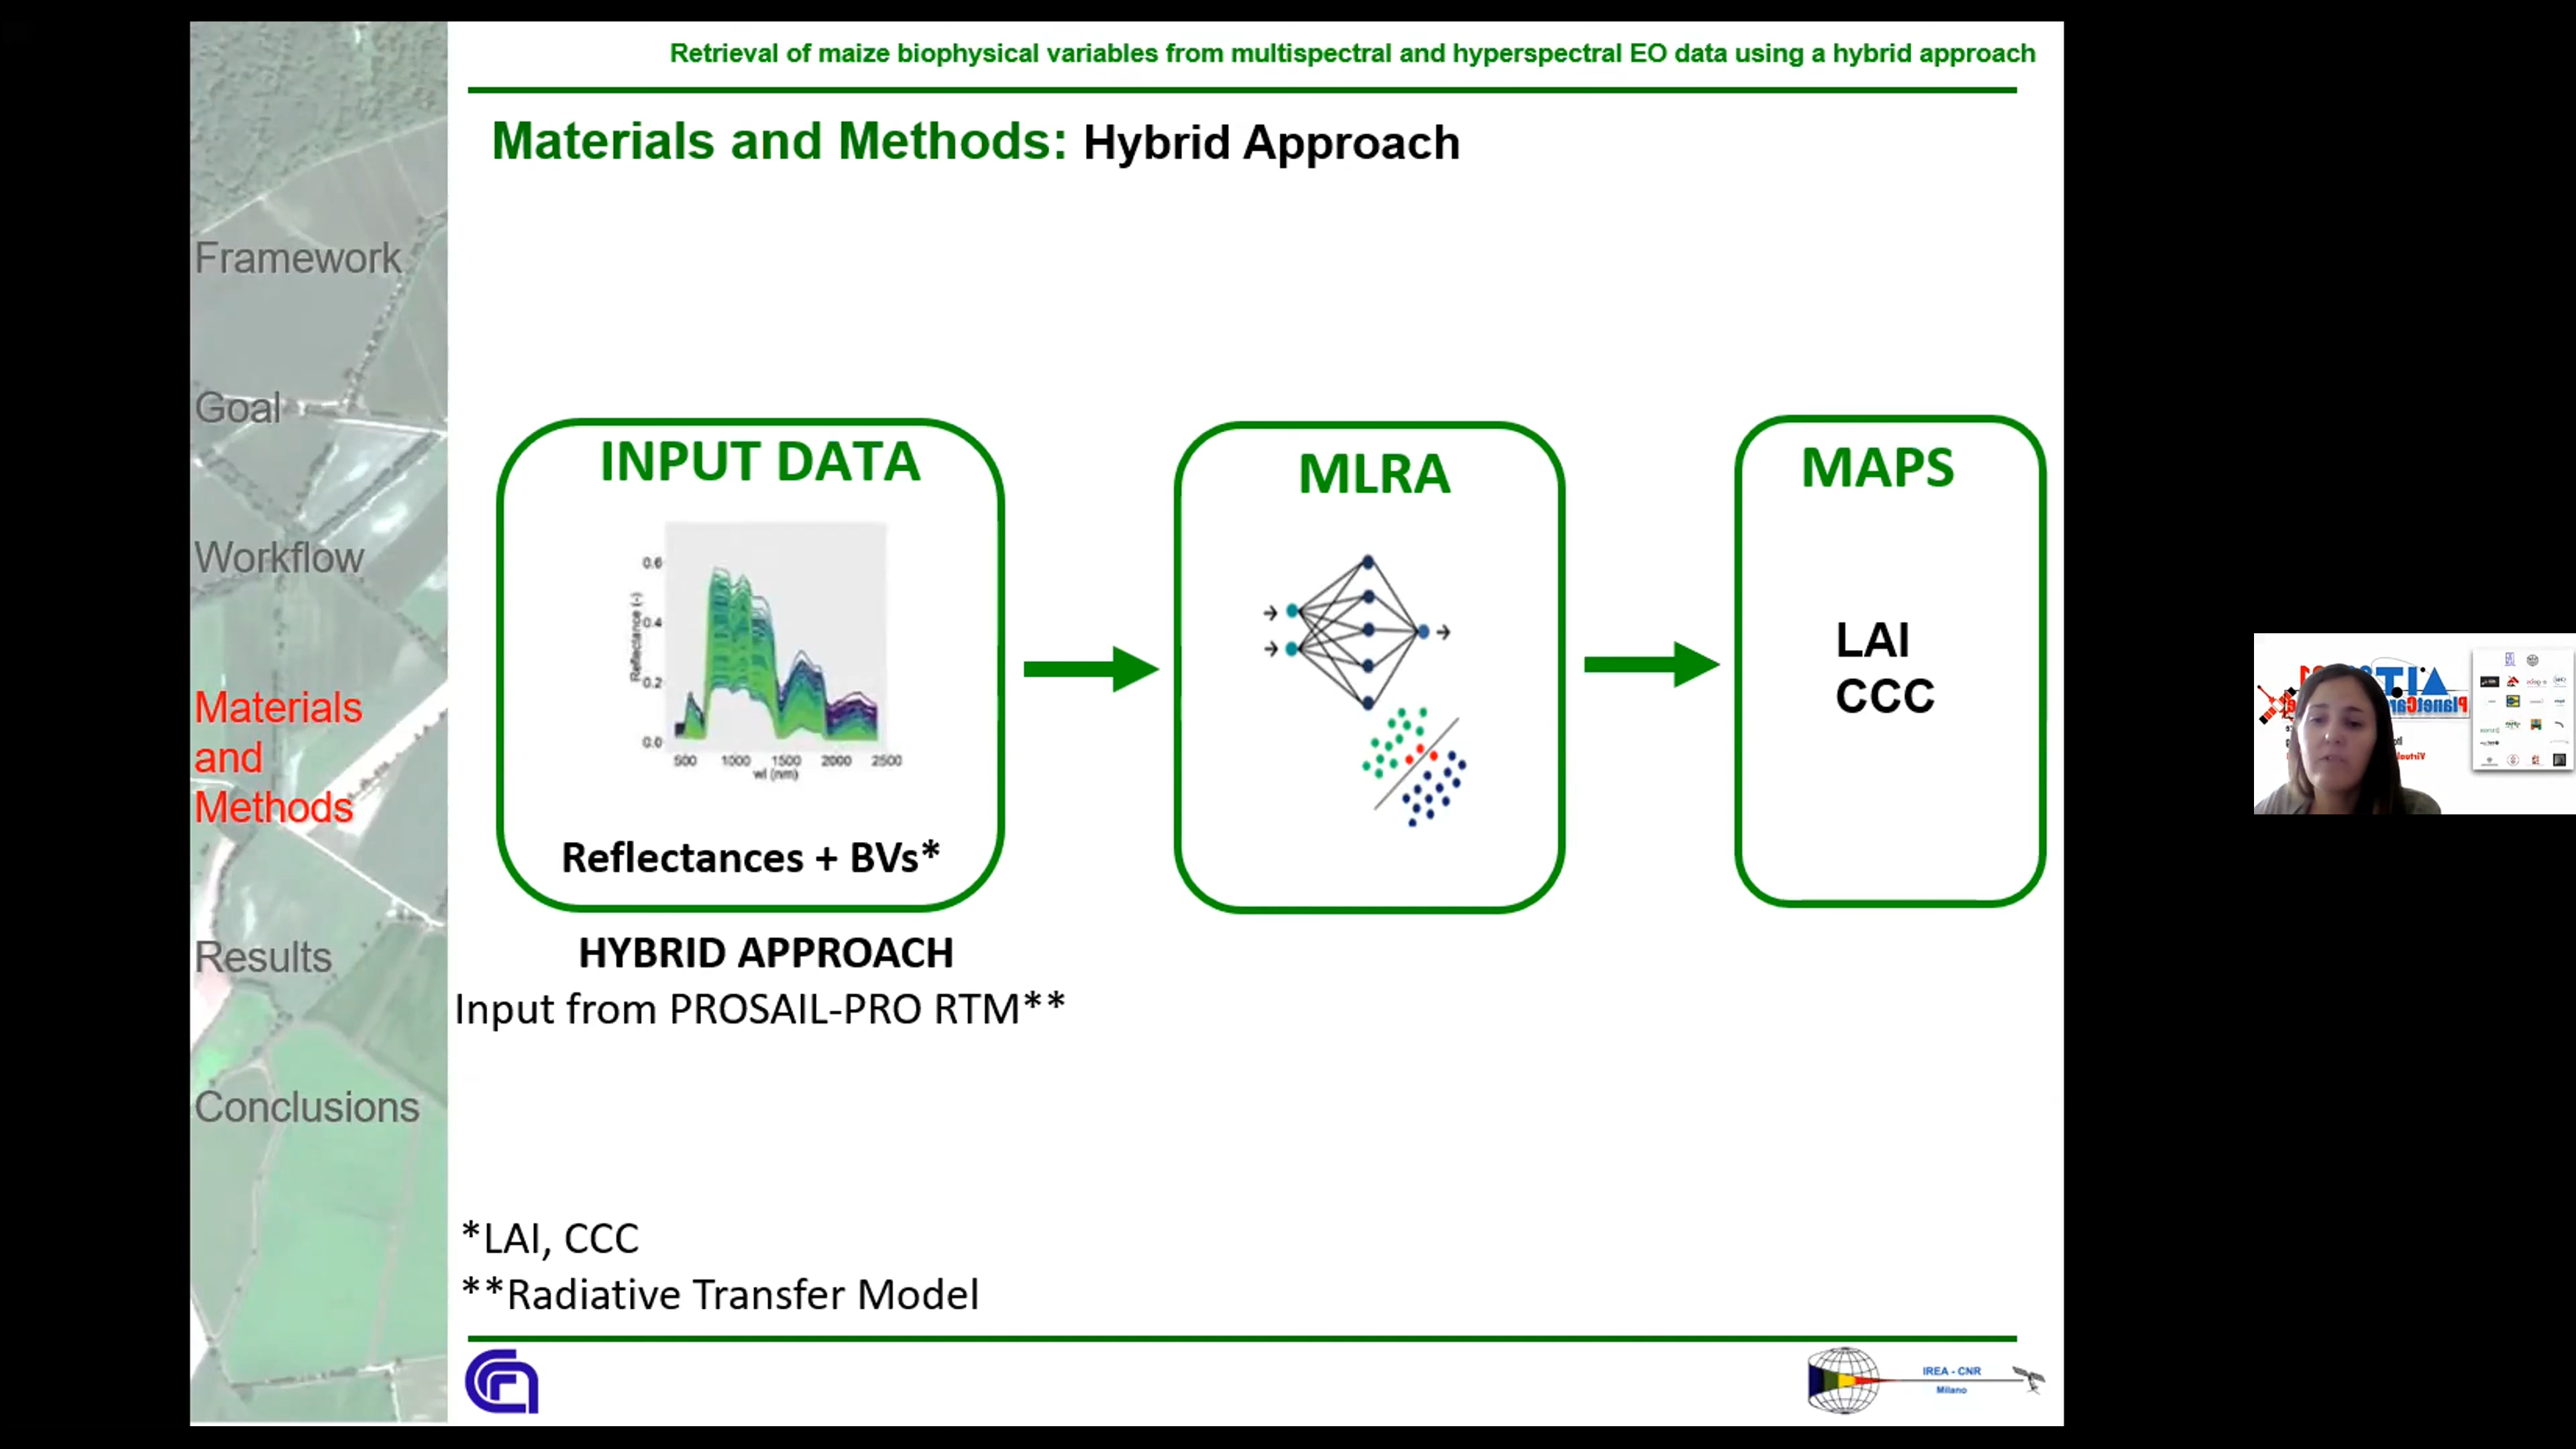 Retrieval of maize biophysical variables from multispectral and hyperspectral EO data using a hybrid approach
Materials and Methods: Hybrid Approach
Framework
Goal
Workflow
Materials
and
Methods
Results
Conclusions
INPUT DATA
0.6
0.4
0.2
0.0
Reflectance (-)
500 1000 1500 2000 2500
wl (nm)
Reflectances + BVs*
HYBRID APPROACH
Input from PROSAIL-PRO RTM**
MLRA
MAPS
LAI
CCC
*LAI, CCC
**Radiative Transfer Model
IREA - CNR
Milano